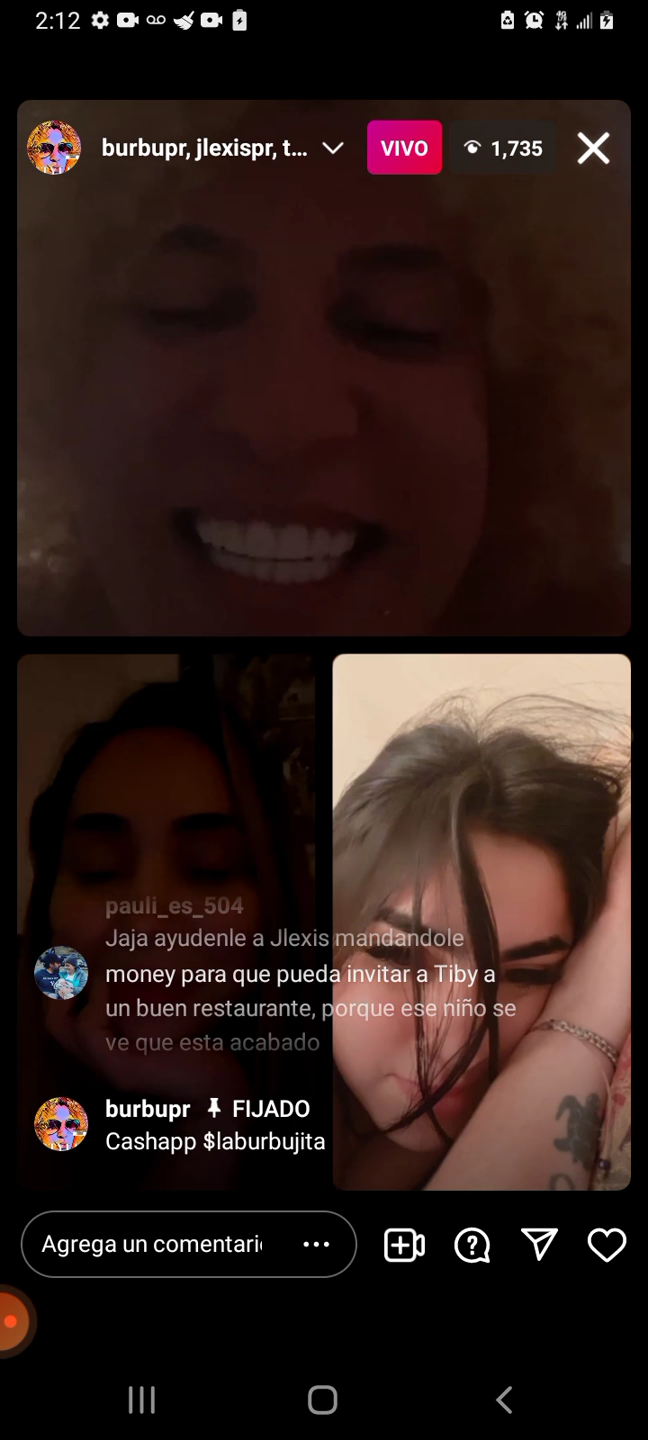 2:12
burbupr, jlexispr, t...
VIVO
1,735
pauli_es_504
Jaja ayudenle a Jlexis mandandole
money para que pueda invitar a Tiby a
un buen restaurante, porque ese niño se
ve que esta acabado
burbupr FIJADO
Cashapp $laburbujita
Agrega un comentari